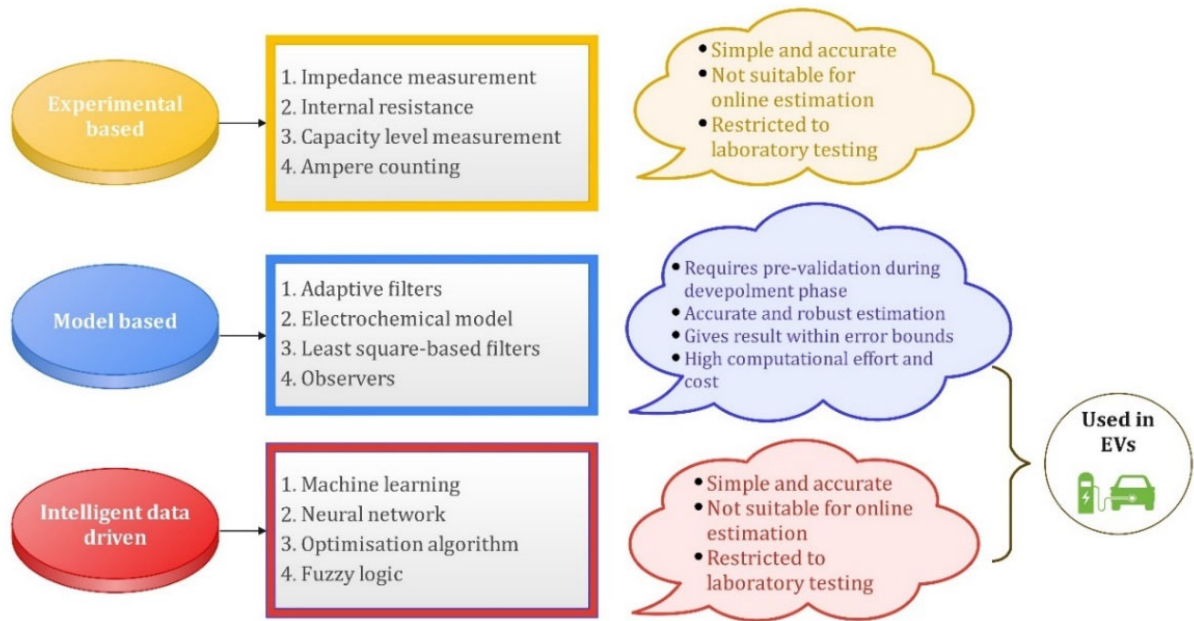 Experimental
based
1. Impedance measurement
2. Internal resistance
3. Capacity level measurement
4. Ampere counting
• Simple and accurate
• Not suitable for
online estimation
• Restricted to
laboratory testing
Model based
1. Adaptive filters
2. Electrochemical model
3. Least square-based filters
4. Observers
• Requires pre-validation during
devepolment phase
• Accurate and robust estimation
• Gives result within error bounds
• High computational effort and
cost
Used in
EVs
Intelligent data
driven
1. Machine learning
2. Neural network
3. Optimisation algorithm
4. Fuzzy logic
• Simple and accurate
• Not suitable for online
estimation
• Restricted to
laboratory testing